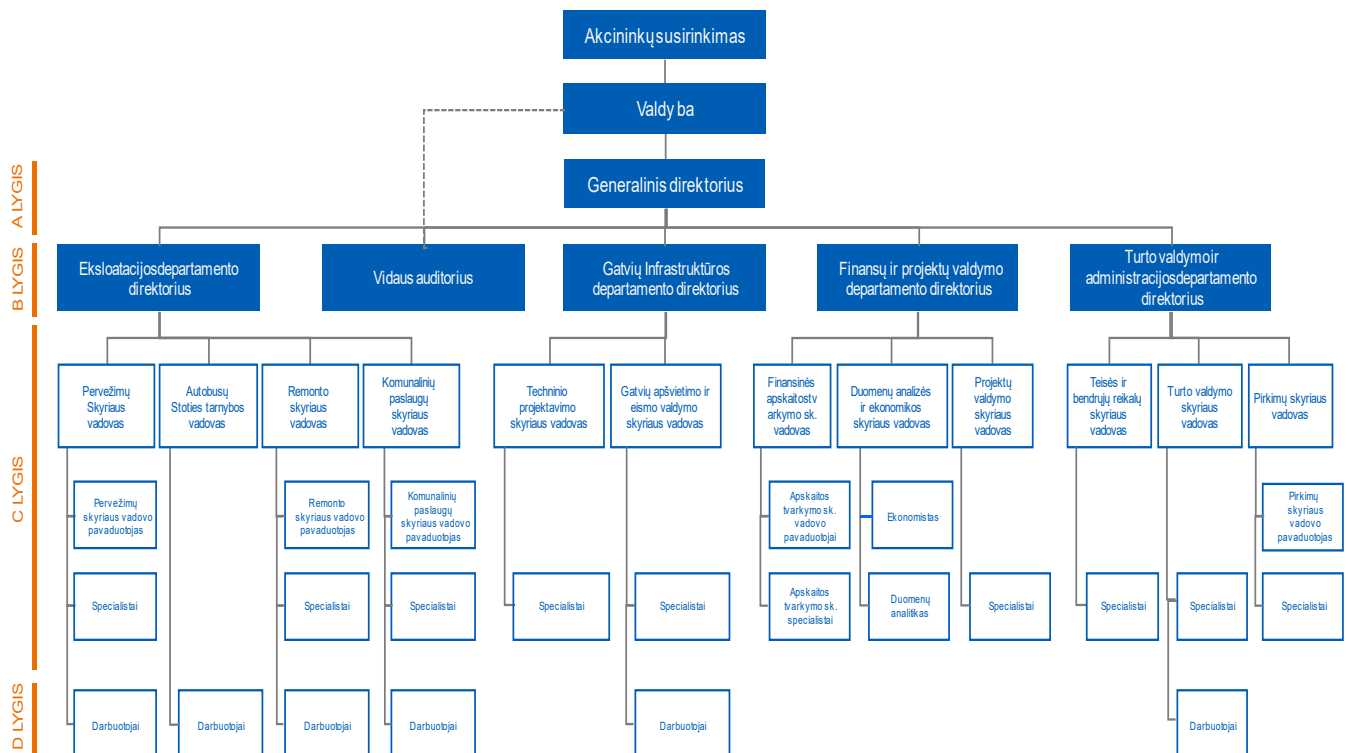 Akcininkųsusirinkimas
Valdy ba
A LYGIS
Generalinis direktorius
B LYGIS
Eksloatacijosdepartamento
direktorius
Vidaus auditorius
Gatvių Infrastruktūros
departamento direktorius
Finansų ir projektų valdymo
departamento direktorius
Turto valdymoir
administracijosdepartamento
direktorius
C LYGIS
Pervežimų
Skyriaus
vadovas
Autobusų
Stoties tarnybos
vadovas
Remonto
skyriaus
vadovas
Komunalinių
paslaugų
skyriaus
vadovas
Techninio
projektavimo
skyriaus vadovas
Gatvių apšvietimo ir
eismo valdymo
skyriaus vadovas
Finansinės
apskaitostv
arkymo sk.
vadovas
Duomenų analizės
ir ekonomikos
skyriaus vadovas
Projektų
valdymo
skyriaus
vadovas
Teisės ir
bendrųjų reikalų
skyriaus
vadovas
Turto valdymo
skyriaus
vadovas
Pirkimų skyriaus
vadovas
Pervežimų
skyriaus vadovo
pavaduotojas
Remonto
skyriaus vadovo
pavaduotojas
Komunalinių
paslaugų
skyriaus vadovo
pavaduotojas
Apskaitos
tvarkymo sk.
vadovo
pavaduotojai
Ekonomistas
Pirkimų
skyriaus
vadovo
pavaduotojas
Specialistai
Specialistai
Specialistai
Specialistai
Specialistai
Apskaitos
tvarkymo sk.
specialistai
Duomenų
analitikas
Specialistai
Specialistai
Specialistai
Specialistai
D LYGIS
Darbuotojai
Darbuotojai
Darbuotojai
Darbuotojai
Darbuotojai
Darbuotojai